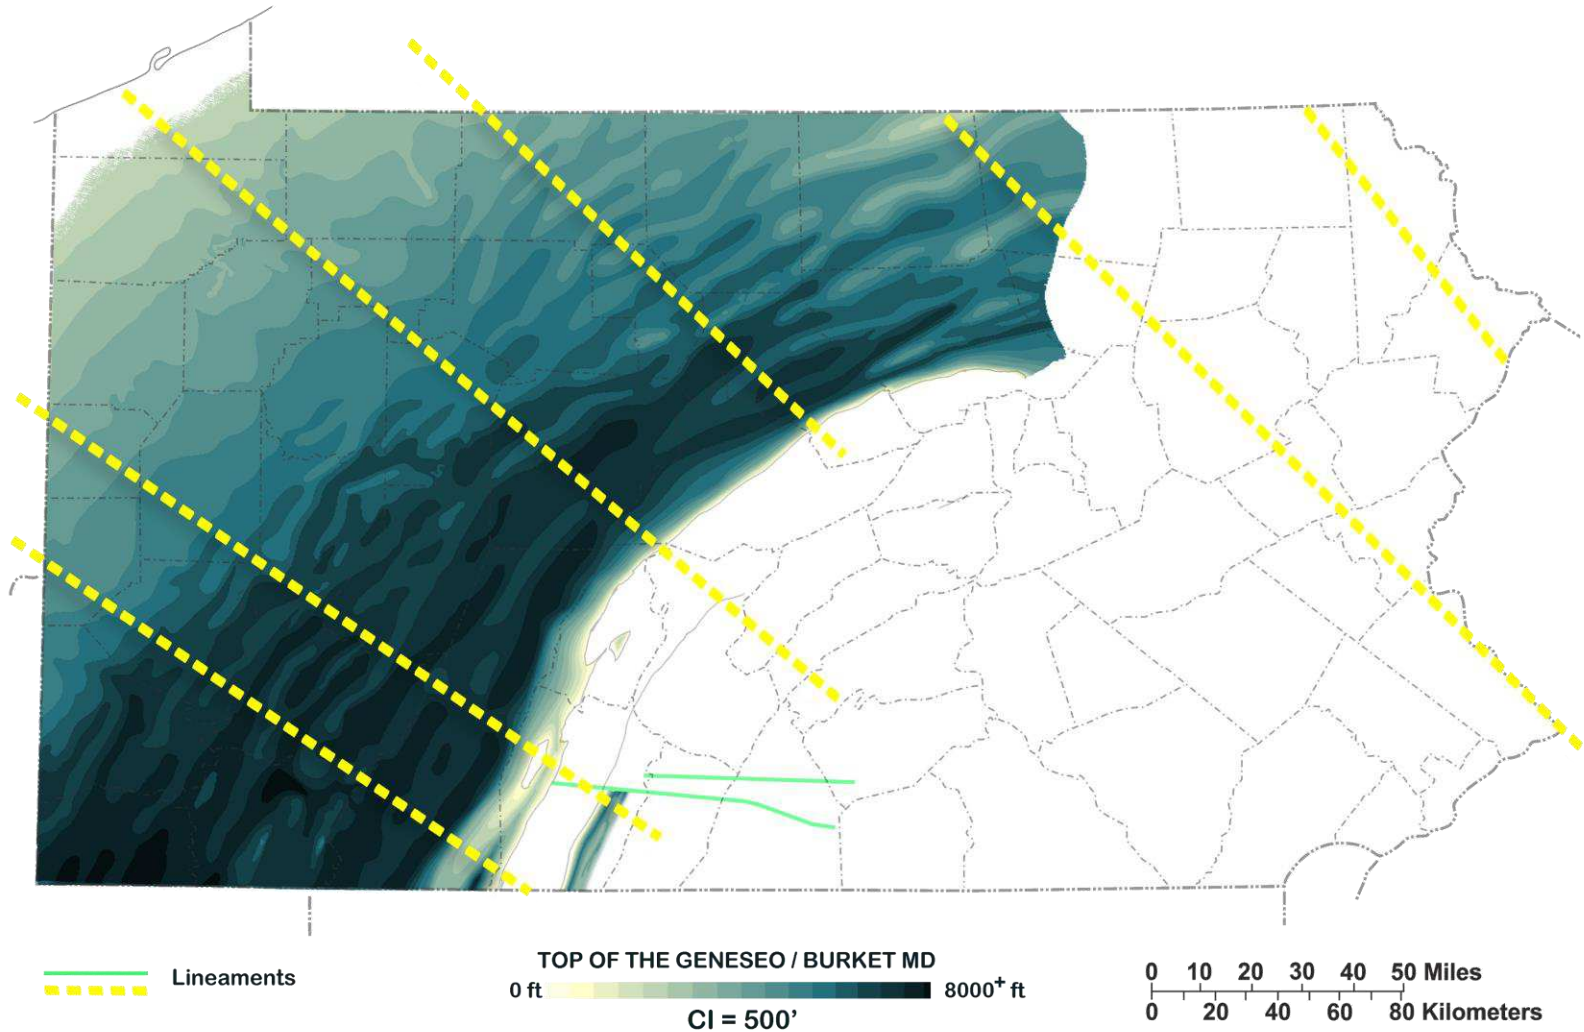 Lineaments
TOP OF THE GENESEO / BURKET MD
0 ft 8000+ ft
CI = 500'
0 10 20 30 40 50 Miles
0 20 40 60 80 Kilometers